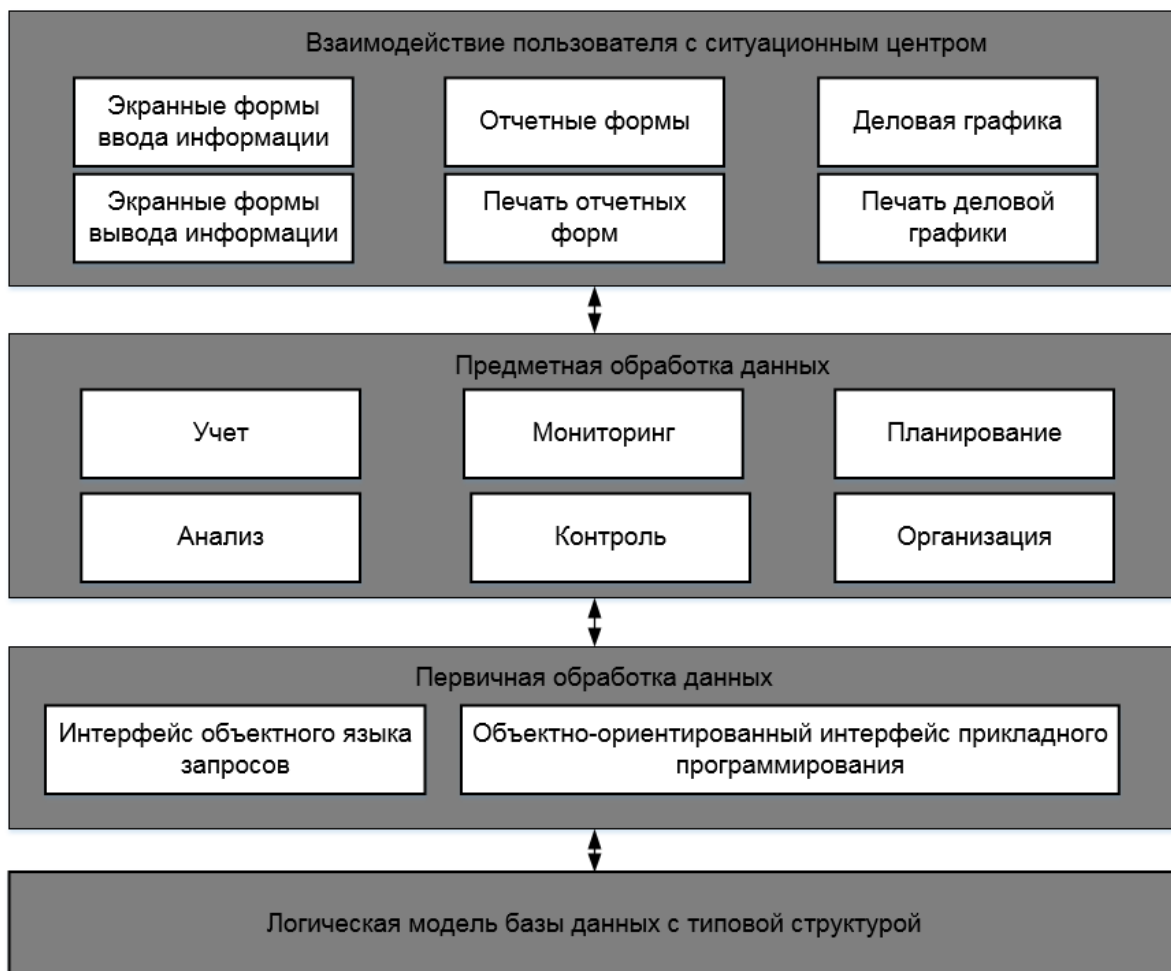 Взаимодействие пользователя с ситуационным центром
Экранные формы
ввода информации
Отчетные формы
Деловая графика
Экранные формы
вывода информации
Печать отчетных
форм
Печать деловой
графики
Предметная обработка данных
Учет
Мониторинг
Планирование
Анализ
Контроль
Организация
Первичная обработка данных
Интерфейс объектного языка
запросов
Объектно-ориентированный интерфейс прикладного
программирования
Логическая модель базы данных с типовой структурой